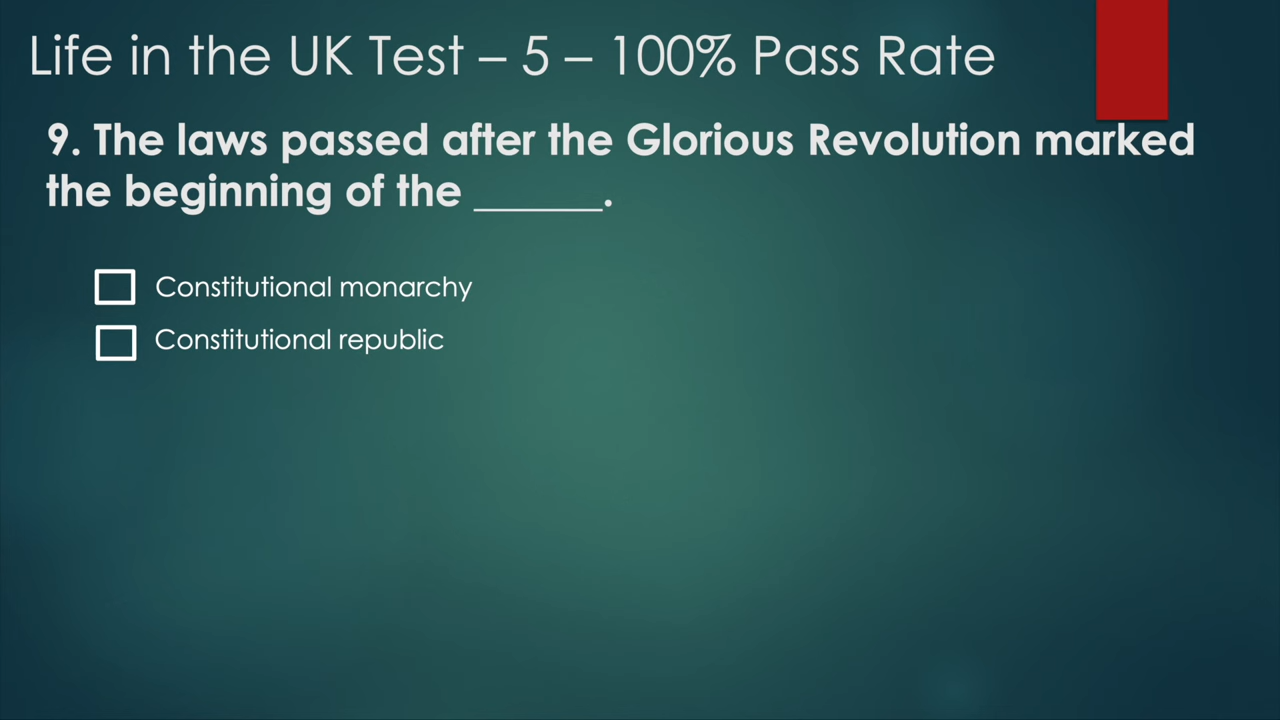 Life in the UK Test – 5 – 100% Pass Rate
9. The laws passed after the Glorious Revolution marked
the beginning of the ______.
Constitutional monarchy
Constitutional republic